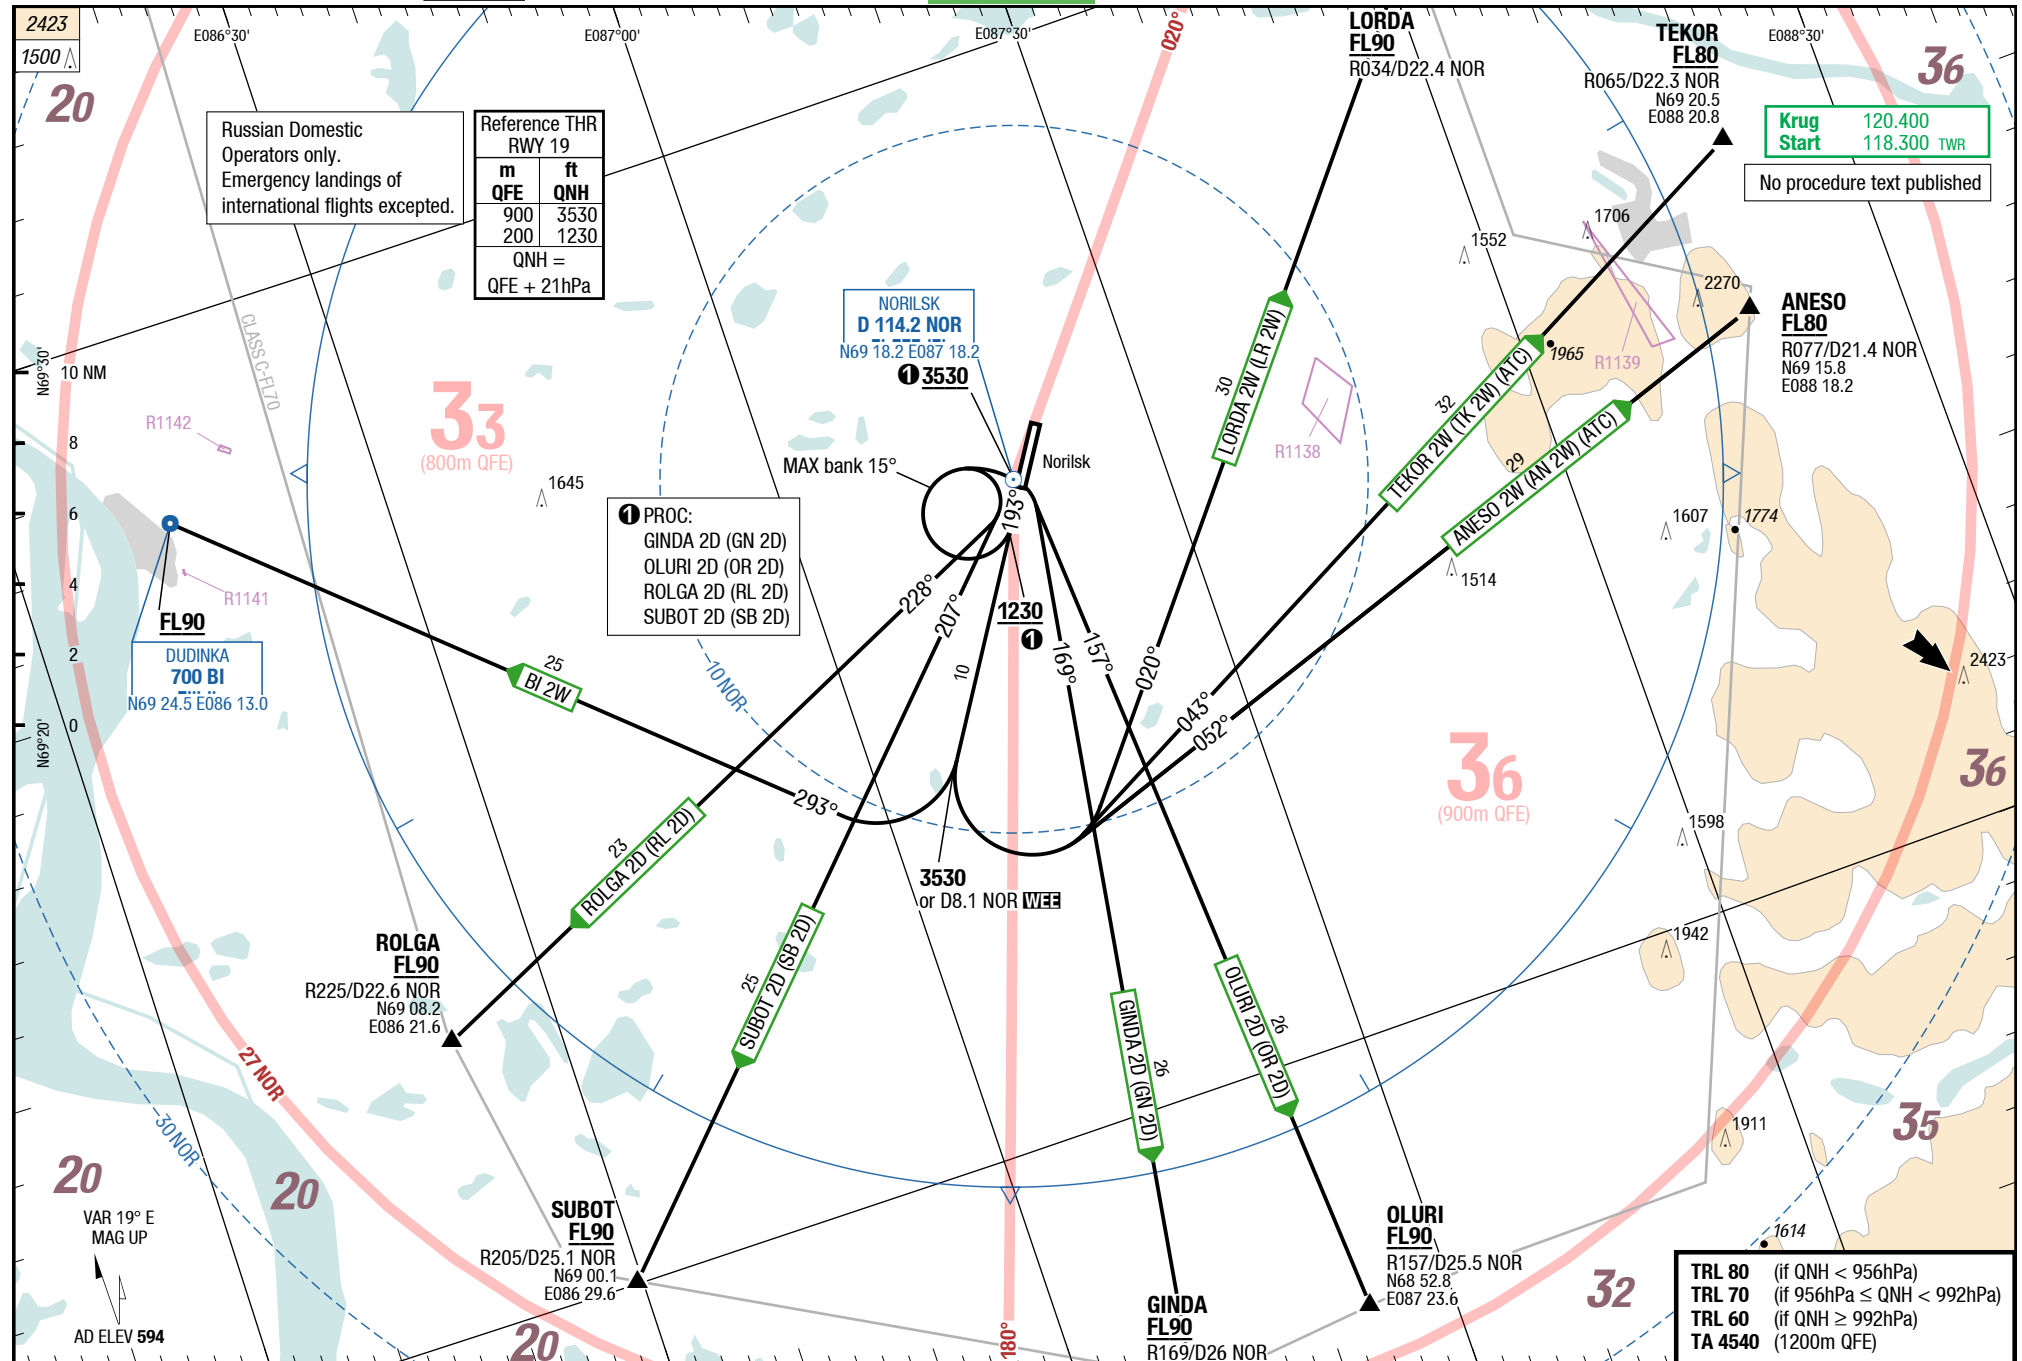 2423
1500
20
E086°30'
E087°00'
E087°30'
020°
LORDA
FL90
R034/D22.4 NOR
TEKOR
FL80
R065/D22.3 NOR
N69 20.5
E088 20.8
E088°30'
36
Krug 120.400
Start 118.300 TWR
No procedure text published
Russian Domestic
Operators only.
Emergency landings of
international flights excepted.
Reference THR
RWY 19
m ft
QFE QNH
900 3530
200 1230
QNH =
QFE + 21hPa
NORILSK
D 114.2 NOR
N69 18.2 E087 18.2
1 3530
Norilsk
MAX bank 15°
193°
1706
1552
2270
R1139
1965
R1138
ANESO
FL80
R077/D21.4 NOR
N69 15.8
E088 18.2
CLASS C-FL70
N69°30'
10 NM
8
6
4
2
0
N69°20'
R1142
33
(800m QFE)
1645
1 PROC:
GINDA 2D (GN 2D)
OLURI 2D (OR 2D)
ROLGA 2D (RL 2D)
SUBOT 2D (SB 2D)
30
LORDA 2W (LR 2W)
32
TEKOR 2W (TK 2W) (ATC)
29
ANESO 2W (AN 2W) (ATC)
1607
1774
1514
R1141
FL90
DUDINKA
700 BI
N69 24.5 E086 13.0
25
BI 2W
228°
207°
10
1230
1
169°
157°
020°
043°
052°
10 NOR
293°
2423
36
36
(900m QFE)
1598
23
ROLGA 2D (RL 2D)
3530
or D8.1 NOR WEE
25
SUBOT 2D (SB 2D)
1942
ROLGA
FL90
R225/D22.6 NOR
N69 08.2
E086 21.6
26
GINDA 2D (GN 2D)
26
OLURI 2D (OR 2D)
27 NOR
30 NOR
1911
35
20
20
VAR 19° E
MAG UP
AD ELEV 594
SUBOT
FL90
R205/D25.1 NOR
N69 00.1
E086 29.6
20
180°
GINDA
FL90
R169/D26 NOR
OLURI
FL90
R157/D25.5 NOR
N68 52.8
E087 23.6
32
1614
TRL 80 (if QNH < 956hPa)
TRL 70 (if 956hPa ≤ QNH < 992hPa)
TRL 60 (if QNH ≥ 992hPa)
TA 4540 (1200m QFE)